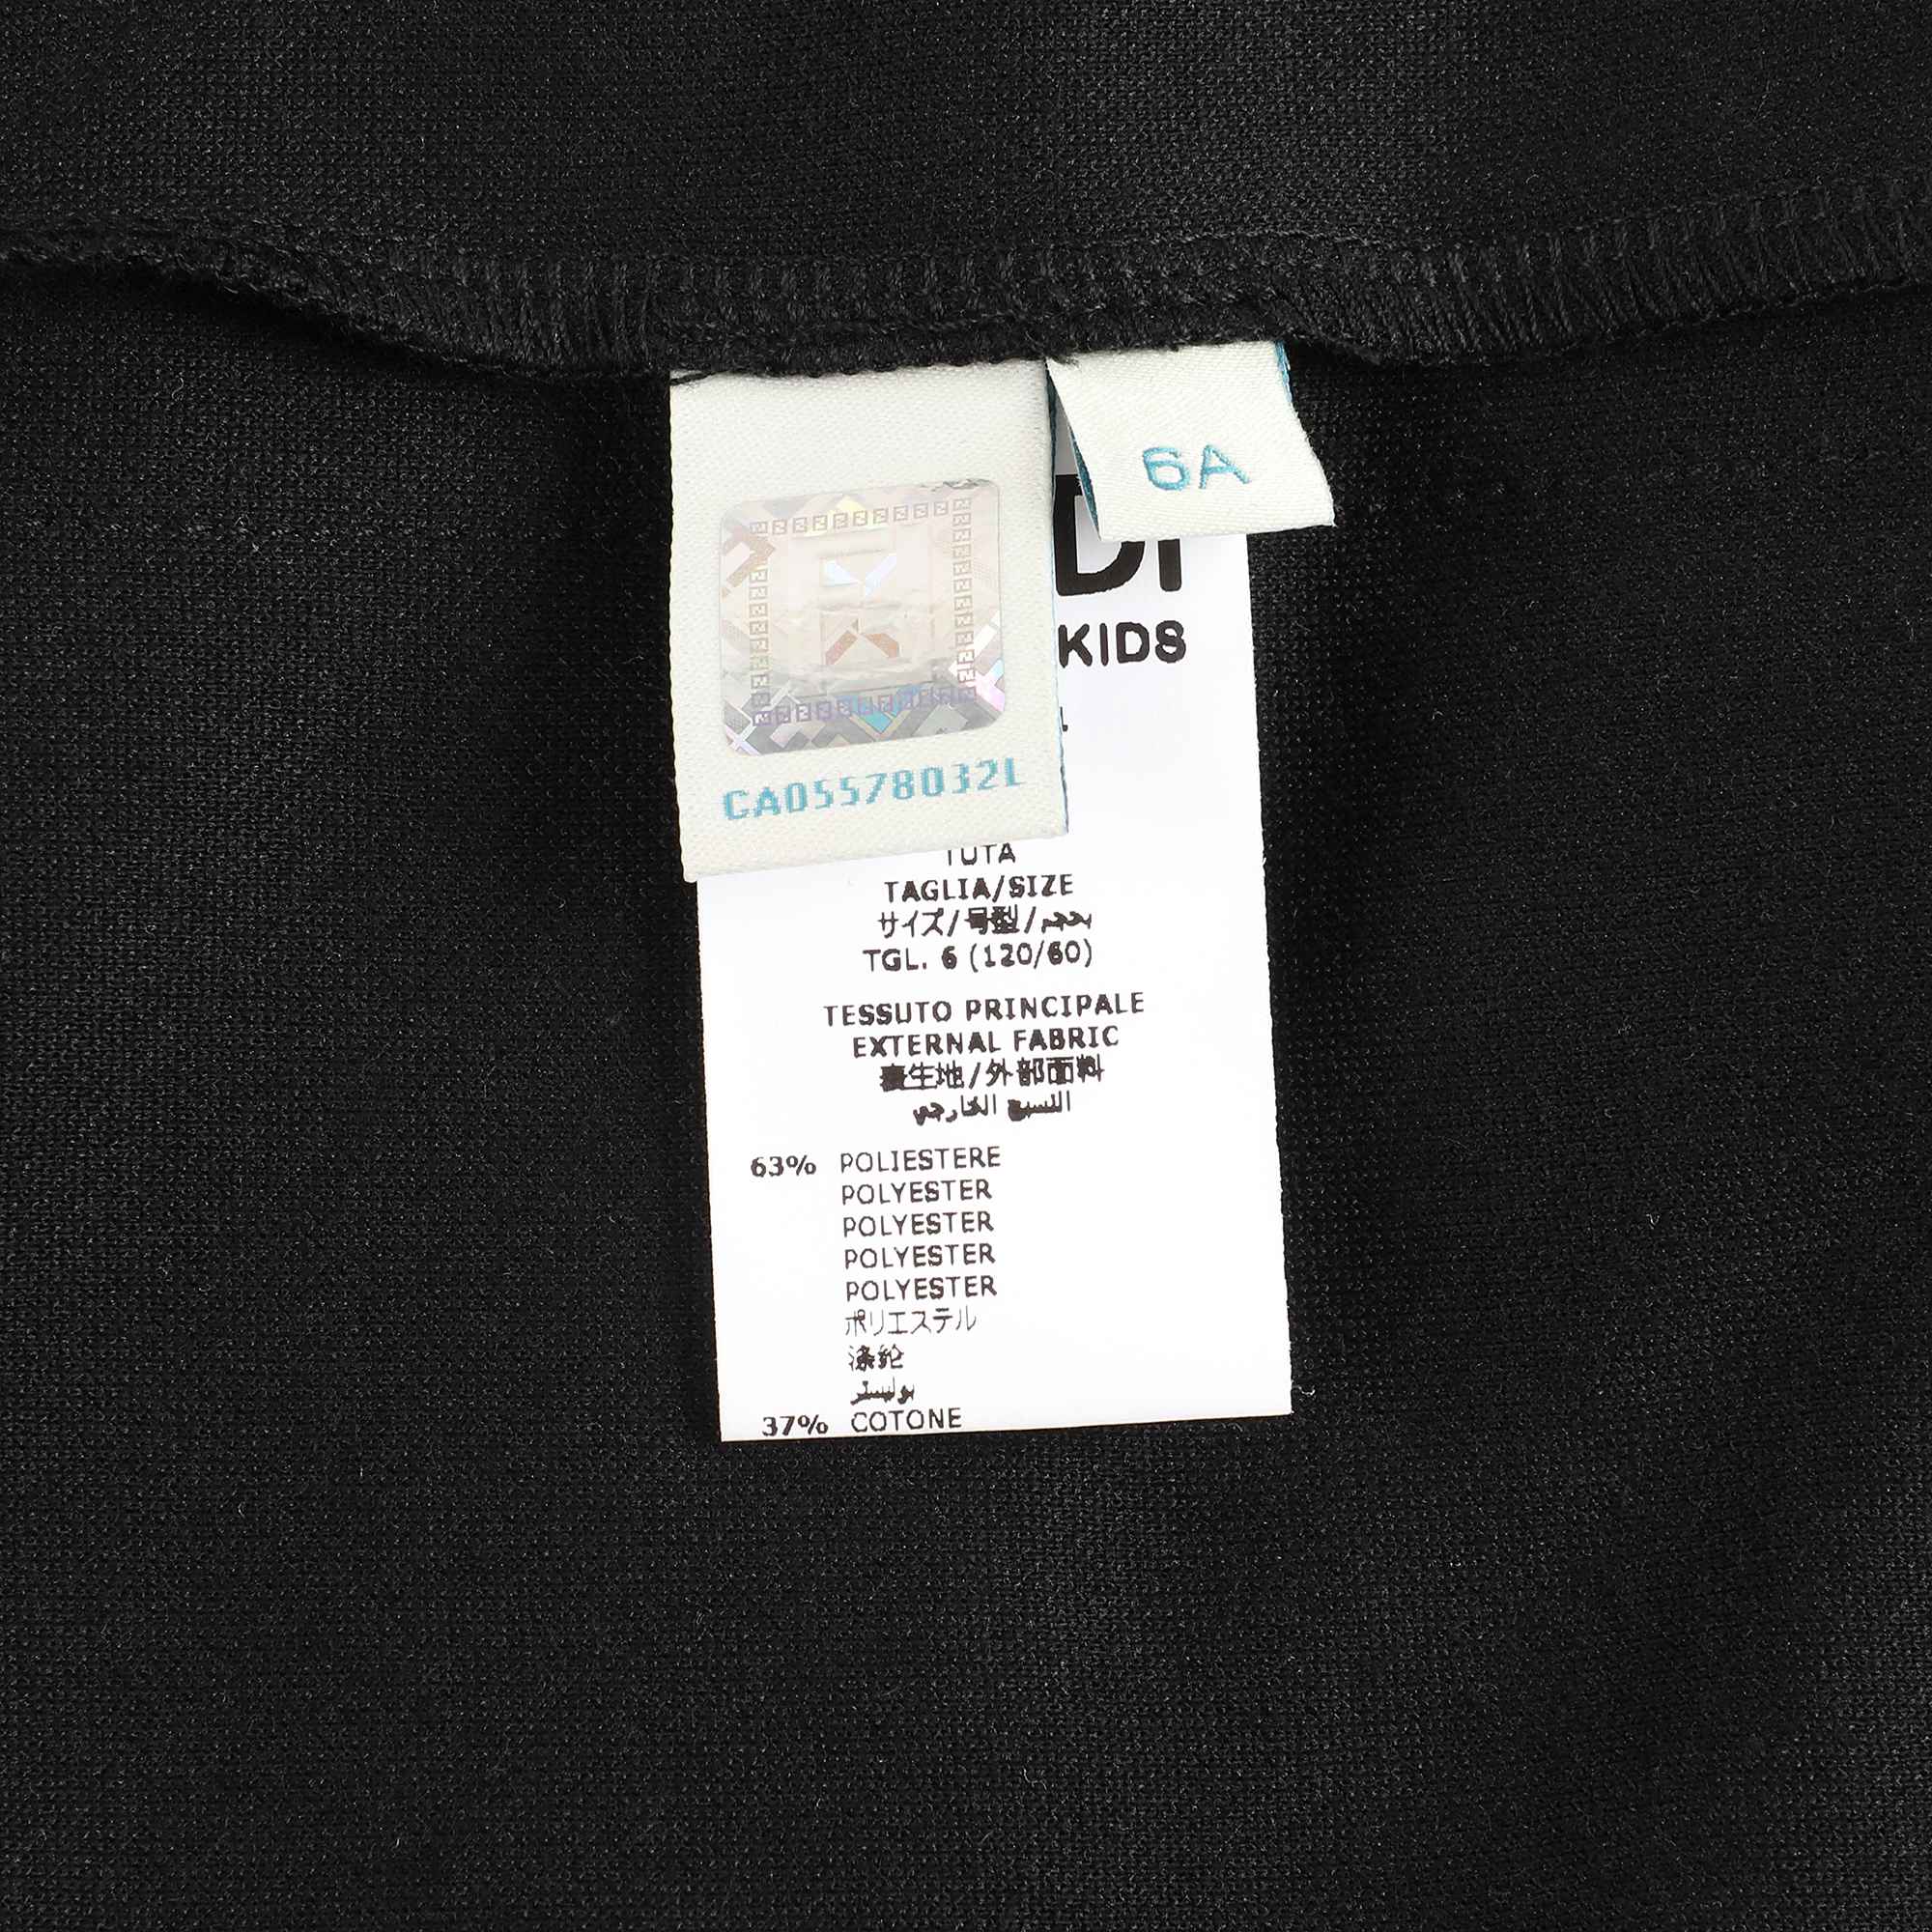 6A
DI
KIDS
CA05578032L
TUTA
TAGLIA/SIZE
サイズ/号型/حجم
TGL. 6 (120/60)
TESSUTO PRINCIPALE
EXTERNAL FABRIC
表生地/外部面料
النسيج الخارجي
63% POLIESTERE
POLYESTER
POLYESTER
POLYESTER
POLYESTER
ポリエステル
涤纶
بوليستر
37% COTONE